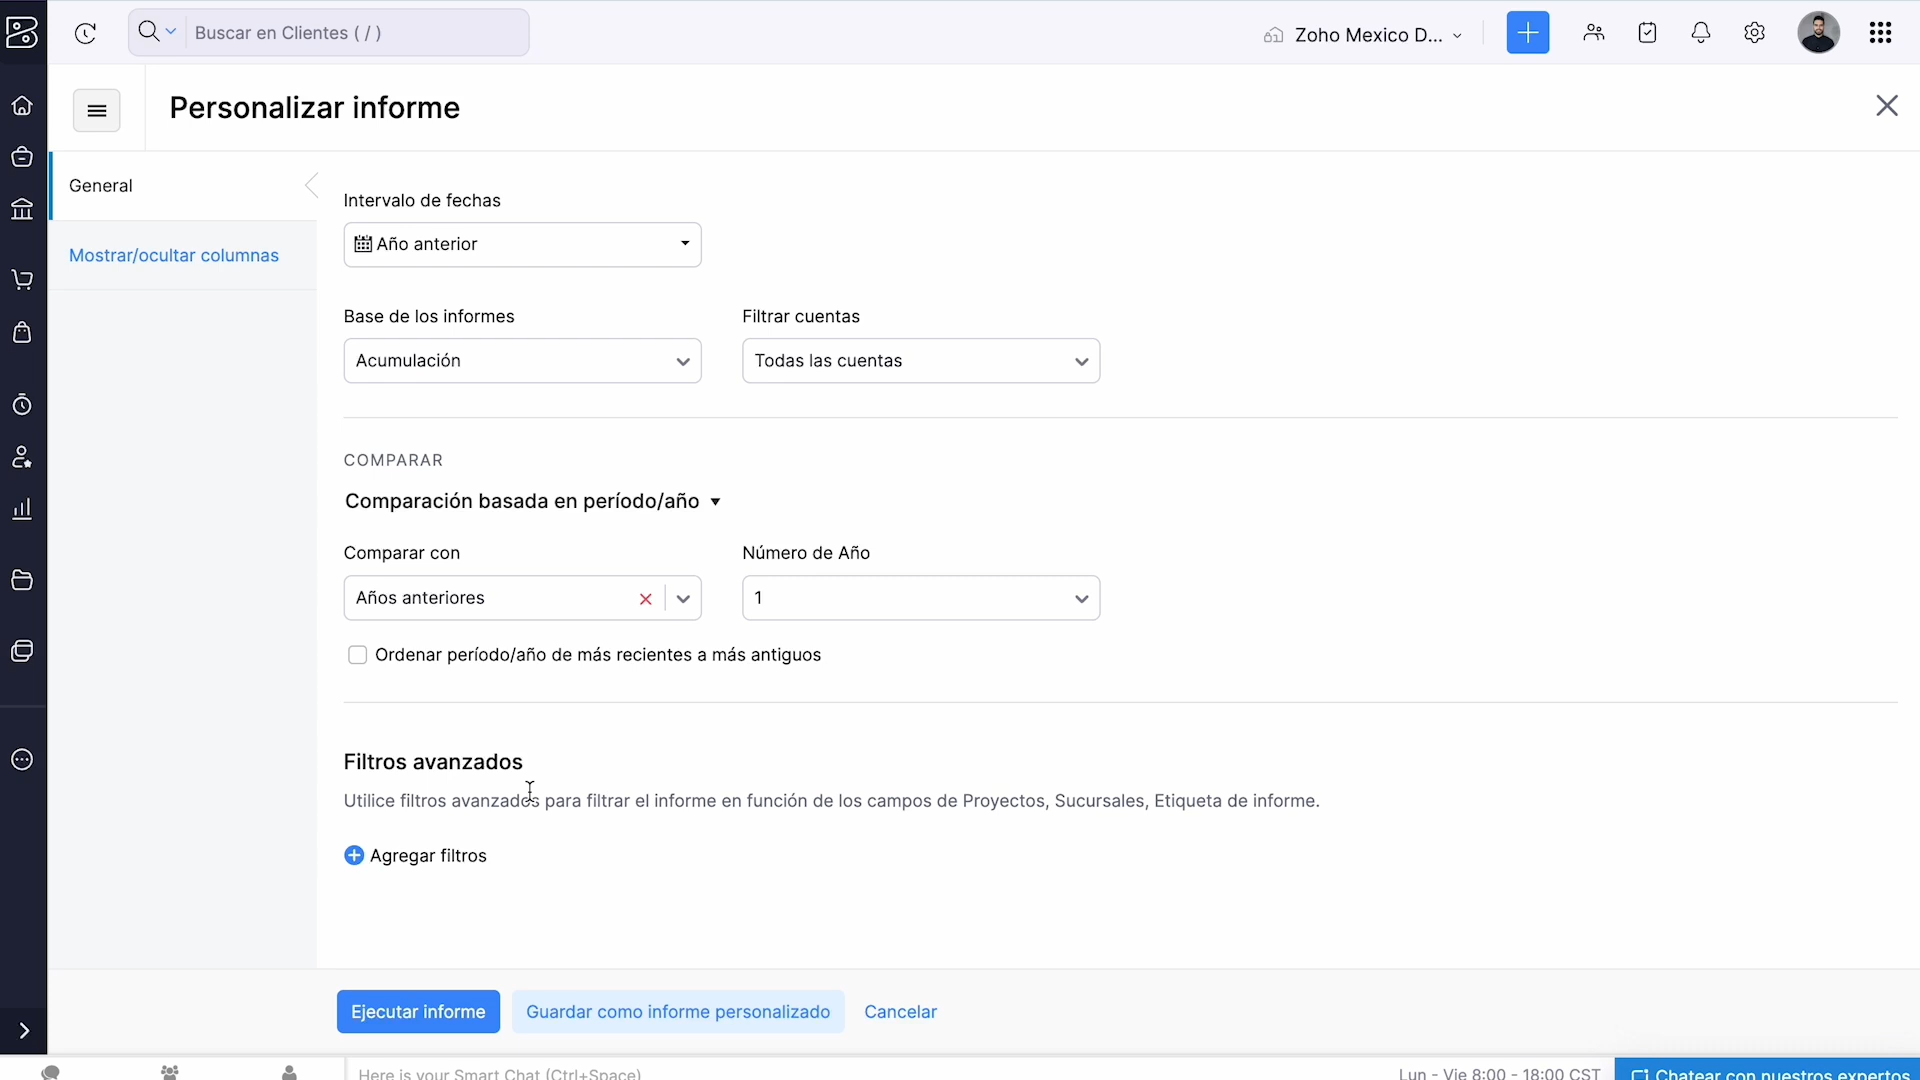 Buscar en Clientes ( / )
Zoho Mexico D...
Personalizar informe
General
Mostrar/ocultar columnas
Intervalo de fechas
Año anterior
Base de los informes
Filtrar cuentas
Acumulación
Todas las cuentas
COMPARAR
Comparación basada en período/año
Comparar con
Número de Año
Años anteriores
1
Ordenar período/año de más recientes a más antiguos
Filtros avanzados
Utilice filtros avanzados para filtrar el informe en función de los campos de Proyectos, Sucursales, Etiqueta de informe.
Agregar filtros
Ejecutar informe
Guardar como informe personalizado
Cancelar
Here is your Smart Chat (Ctrl+Space)
Lun - Vie 8:00 - 18:00 CST
Chatear con nuestros expertos